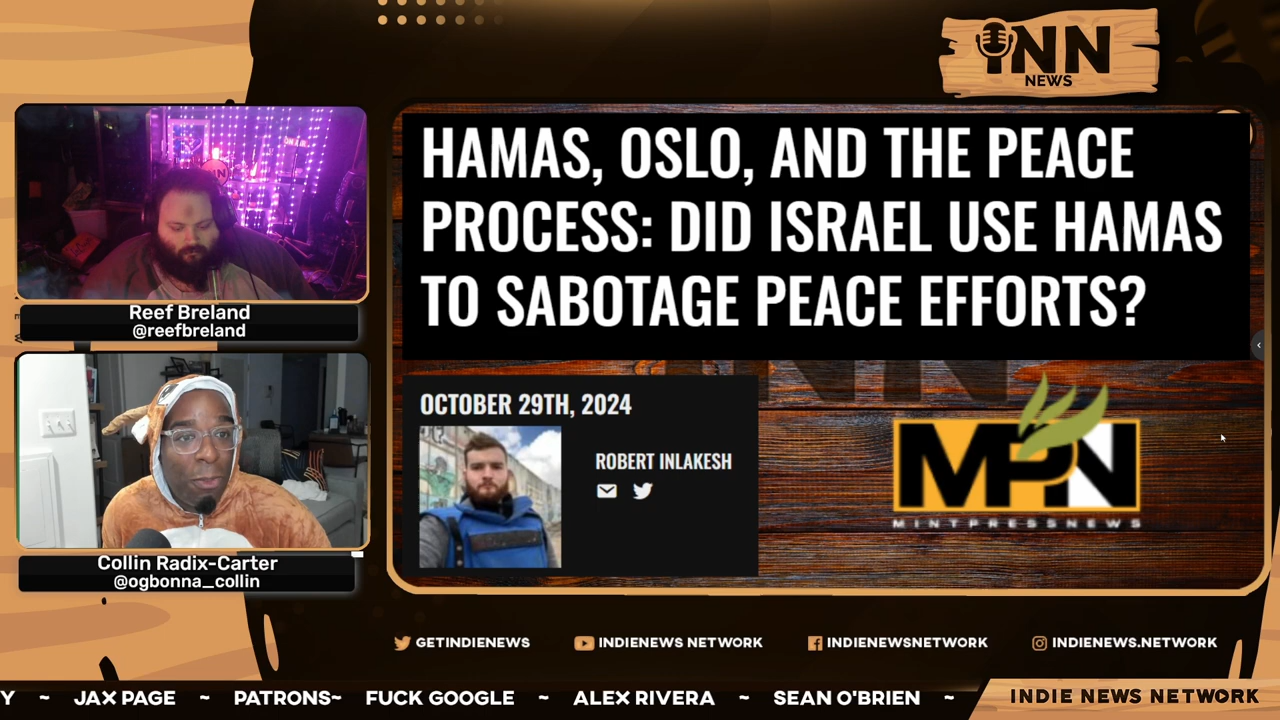 INN
NEWS
HAMAS, OSLO, AND THE PEACE
PROCESS: DID ISRAEL USE HAMAS
TO SABOTAGE PEACE EFFORTS?
Reef Breland
@reefbreland
OCTOBER 29TH, 2024
ROBERT INLAKESH
MPN
MINTPRESSNEWS
Collin Radix-Carter
@ogbonna_collin
GETINDIENEWS
INDIENEWS NETWORK
INDIENEWSNETWORK
INDIENEWS.NETWORK
Y ~ JAX PAGE ~ PATRONS~ FUCK GOOGLE ~ ALEX RIVERA ~ SEAN O'BRIEN ~
INDIE NEWS NETWORK